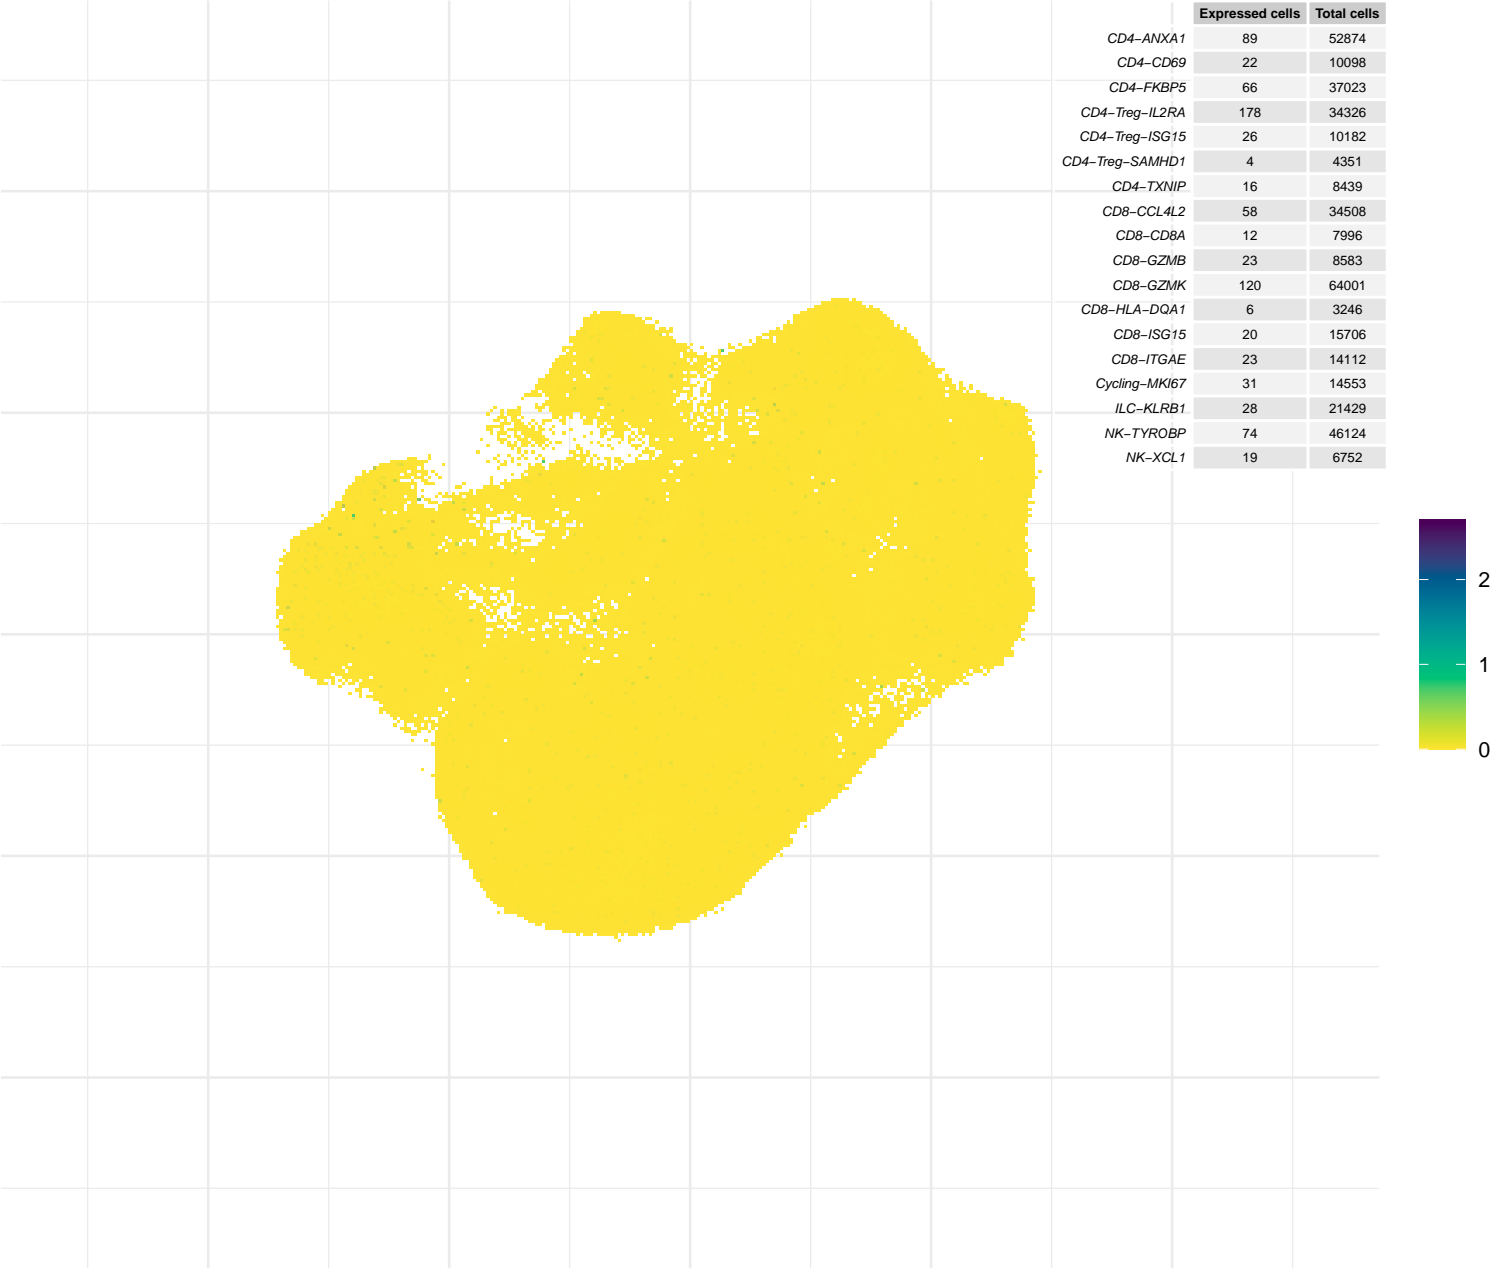 Expressed cells Total cells
CD4−ANXA1 89 52874
CD4−CD69 22 10098
CD4−FKBP5 66 37023
CD4−Treg−IL2RA 178 34326
CD4−Treg−ISG15 26 10182
CD4−Treg−SAMHD1 4 4351
CD4−TXNIP 16 8439
CD8−CCL4L2 58 34508
CD8−CD8A 12 7996
CD8−GZMB 23 8583
CD8−GZMK 120 64001
CD8−HLA−DQA1 6 3246
CD8−ISG15 20 15706
CD8−ITGAE 23 14112
Cycling−MKI67 31 14553
ILC−KLRB1 28 21429
NK−TYROBP 74 46124
NK−XCL1 19 6752
2
1
0